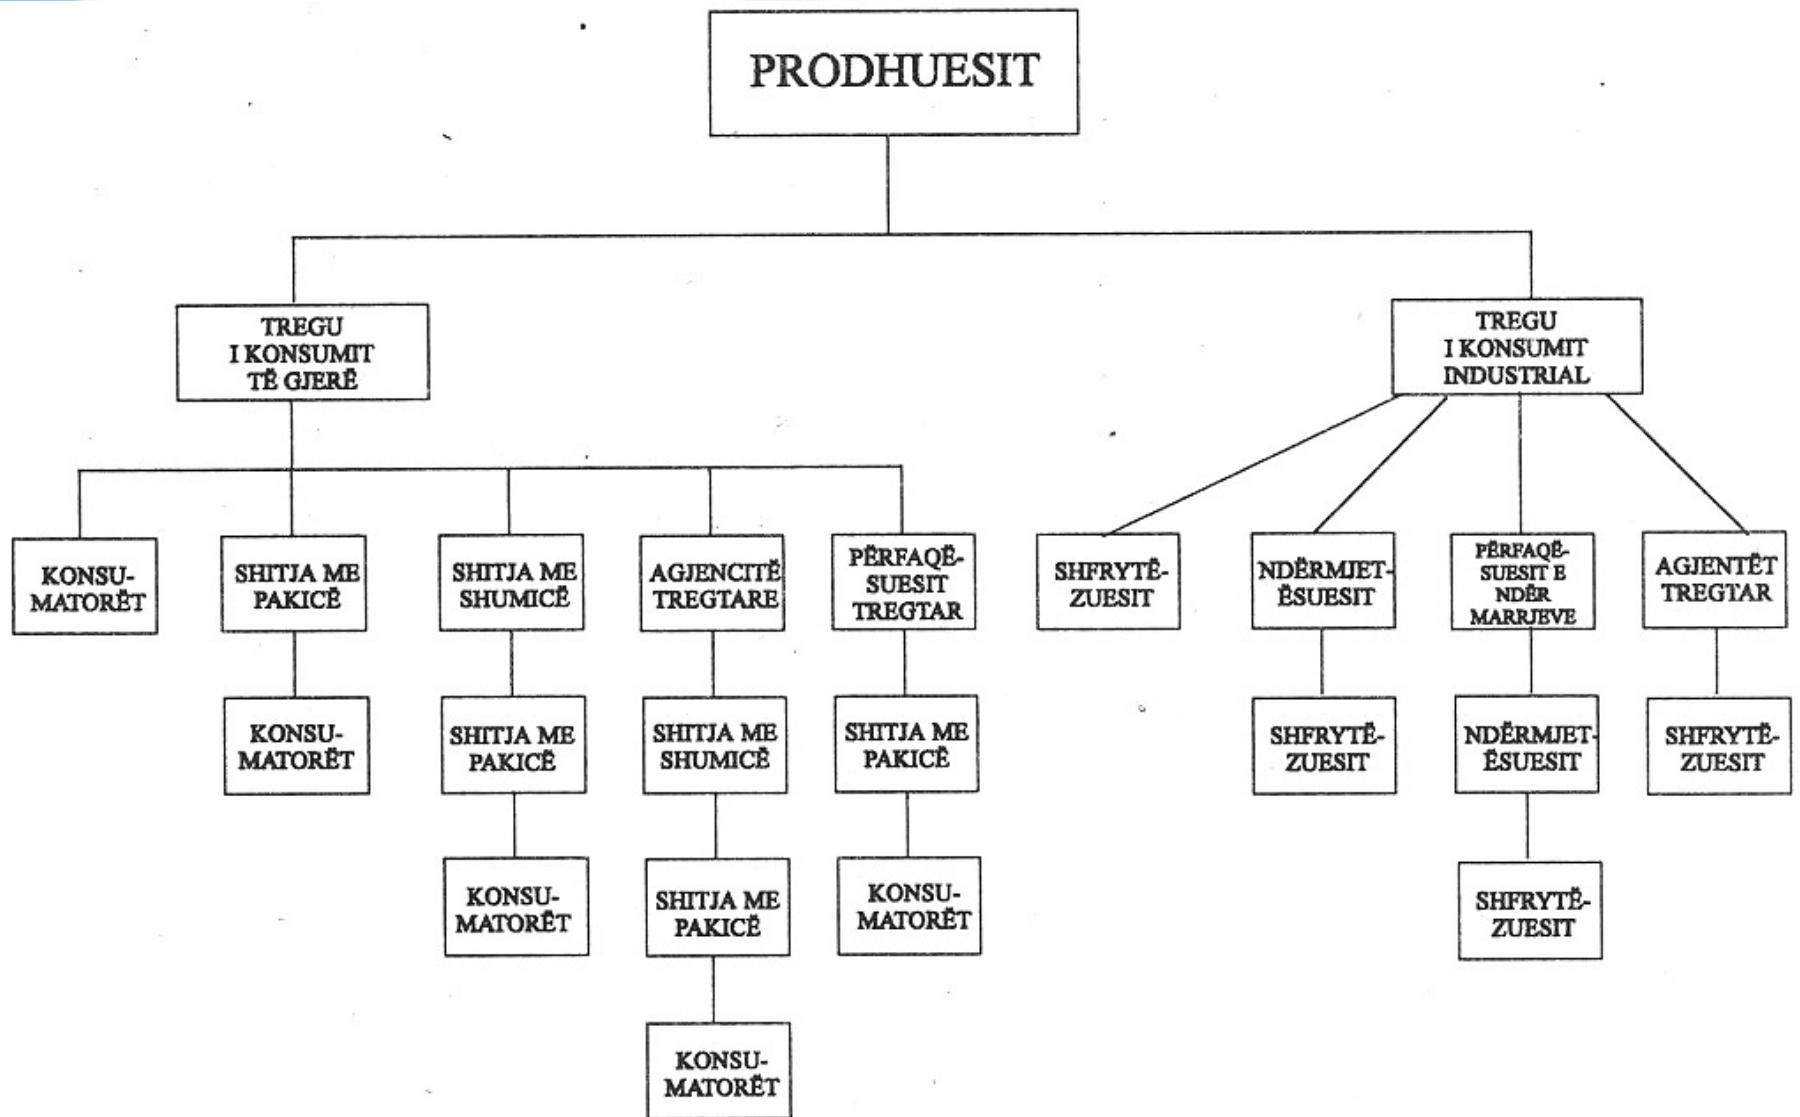 PRODHUESIT
TREGU
I KONSUMIT
TË GJERË
TREGU
I KONSUMIT
INDUSTRIAL
KONSU-
MATORËT
SHITJA ME
PAKICË
SHITJA ME
SHUMICË
AGJENCITË
TREGTARE
PËRFAQË-
SUESIT
TREGTAR
SHFRYTË-
ZUESIT
NDËRMJET-
ËSUESIT
PËRFAQË-
SUESIT E
NDËR
MARRJEVE
AGJENTËT
TREGTAR
KONSU-
MATORËT
SHITJA ME
PAKICË
SHITJA ME
SHUMICË
SHITJA ME
PAKICË
SHFRYTË-
ZUESIT
NDËRMJET-
ËSUESIT
SHFRYTË-
ZUESIT
KONSU-
MATORËT
SHITJA ME
PAKICË
KONSU-
MATORËT
SHFRYTË-
ZUESIT
KONSU-
MATORËT